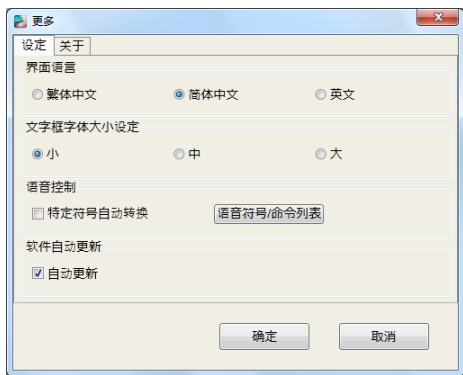 更多
设定 关于
界面语言
繁体中文 简体中文 英文
文字框字体大小设定
小 中 大
语音控制
特定符号自动转换 语音符号/命令列表
软件自动更新
自动更新
确定 取消